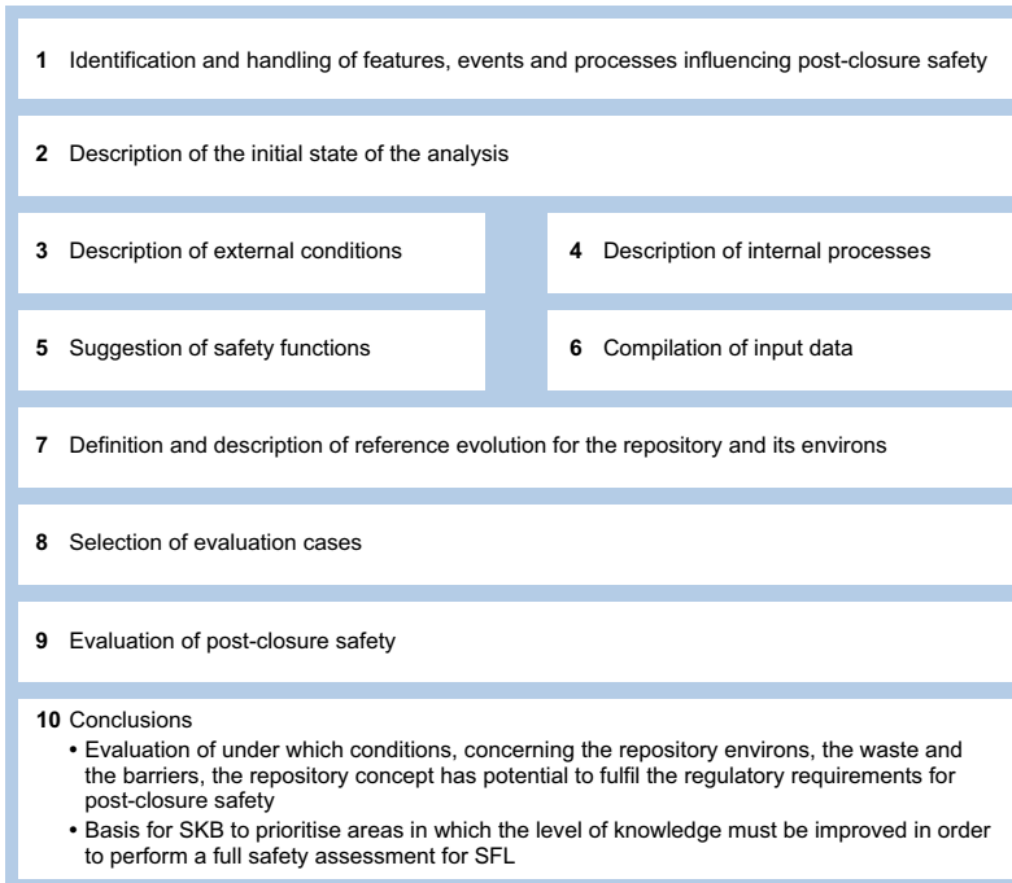 1 Identification and handling of features, events and processes influencing post-closure safety
2 Description of the initial state of the analysis
3 Description of external conditions
4 Description of internal processes
5 Suggestion of safety functions
6 Compilation of input data
7 Definition and description of reference evolution for the repository and its environs
8 Selection of evaluation cases
9 Evaluation of post-closure safety
10 Conclusions
• Evaluation of under which conditions, concerning the repository environs, the waste and
the barriers, the repository concept has potential to fulfil the regulatory requirements for
post-closure safety
• Basis for SKB to prioritise areas in which the level of knowledge must be improved in order
to perform a full safety assessment for SFL